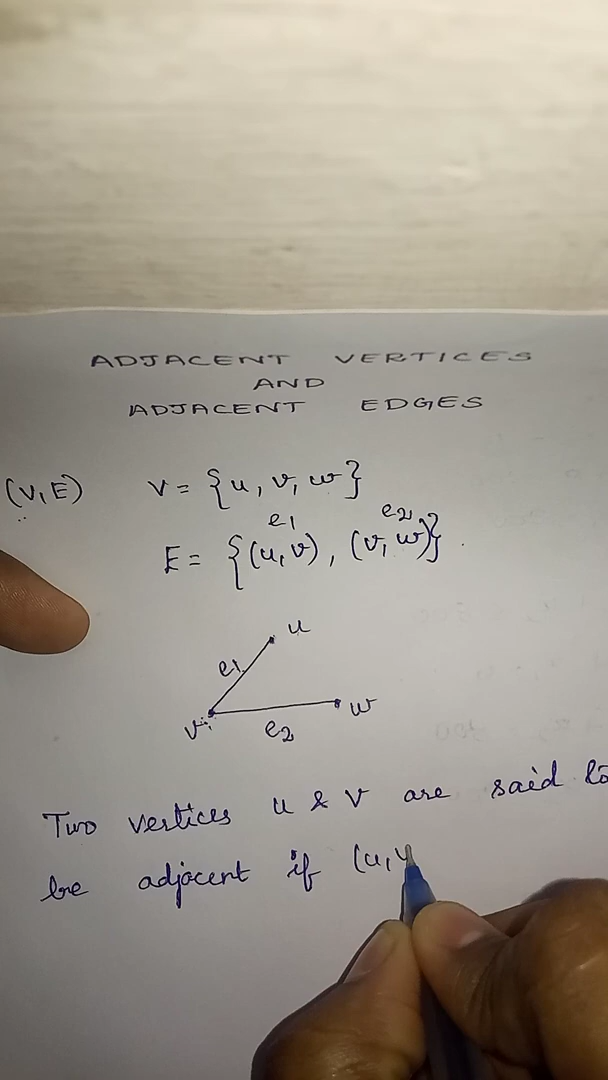 ADJACENT VERTICES
AND
ADJACENT EDGES
(V,E) V = {u, v, w}
e1 e2
E = {(u,v), (v,w)}.
u
e1
v w
e2
Two vertices u & v are said to
be adjacent if (u,v